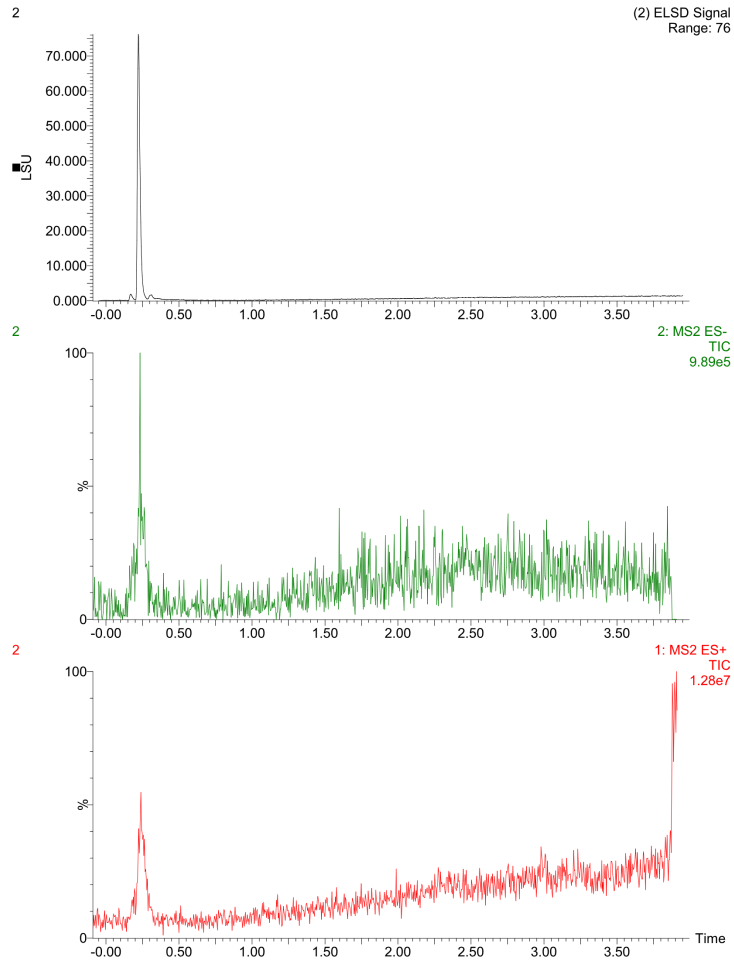 2
(2) ELSD Signal
Range: 76
LSU
70.000
60.000
50.000
40.000
30.000
20.000
10.000
0.000
-0.00 0.50 1.00 1.50 2.00 2.50 3.00 3.50
2
2: MS2 ES-
TIC
9.89e5
100
%
0
-0.00 0.50 1.00 1.50 2.00 2.50 3.00 3.50
2
1: MS2 ES+
TIC
1.28e7
100
%
0
Time
-0.00 0.50 1.00 1.50 2.00 2.50 3.00 3.50